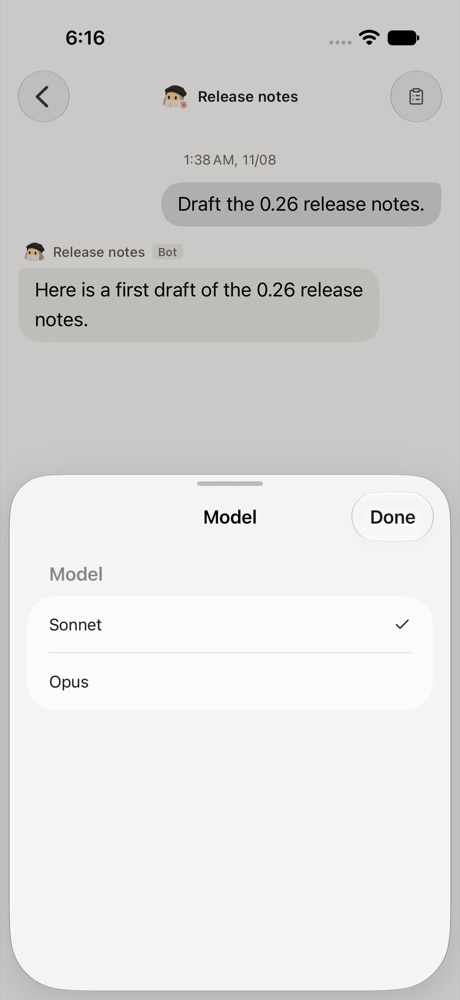 6:16
Release notes
1:38 AM, 11/08
Draft the 0.26 release notes.
Release notes Bot
Here is a first draft of the 0.26 release
notes.
Model
Done
Model
Sonnet
Opus